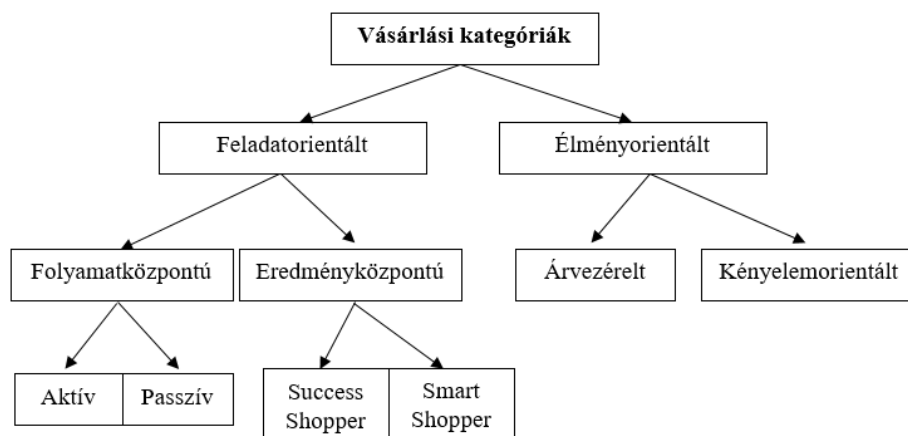 Vásárlási kategóriák
Feladatorientált
Élményorientált
Folyamatközpontú
Eredményközpontú
Árvezérelt
Kényelemorientált
Aktív
Passzív
Success
Shopper
Smart
Shopper